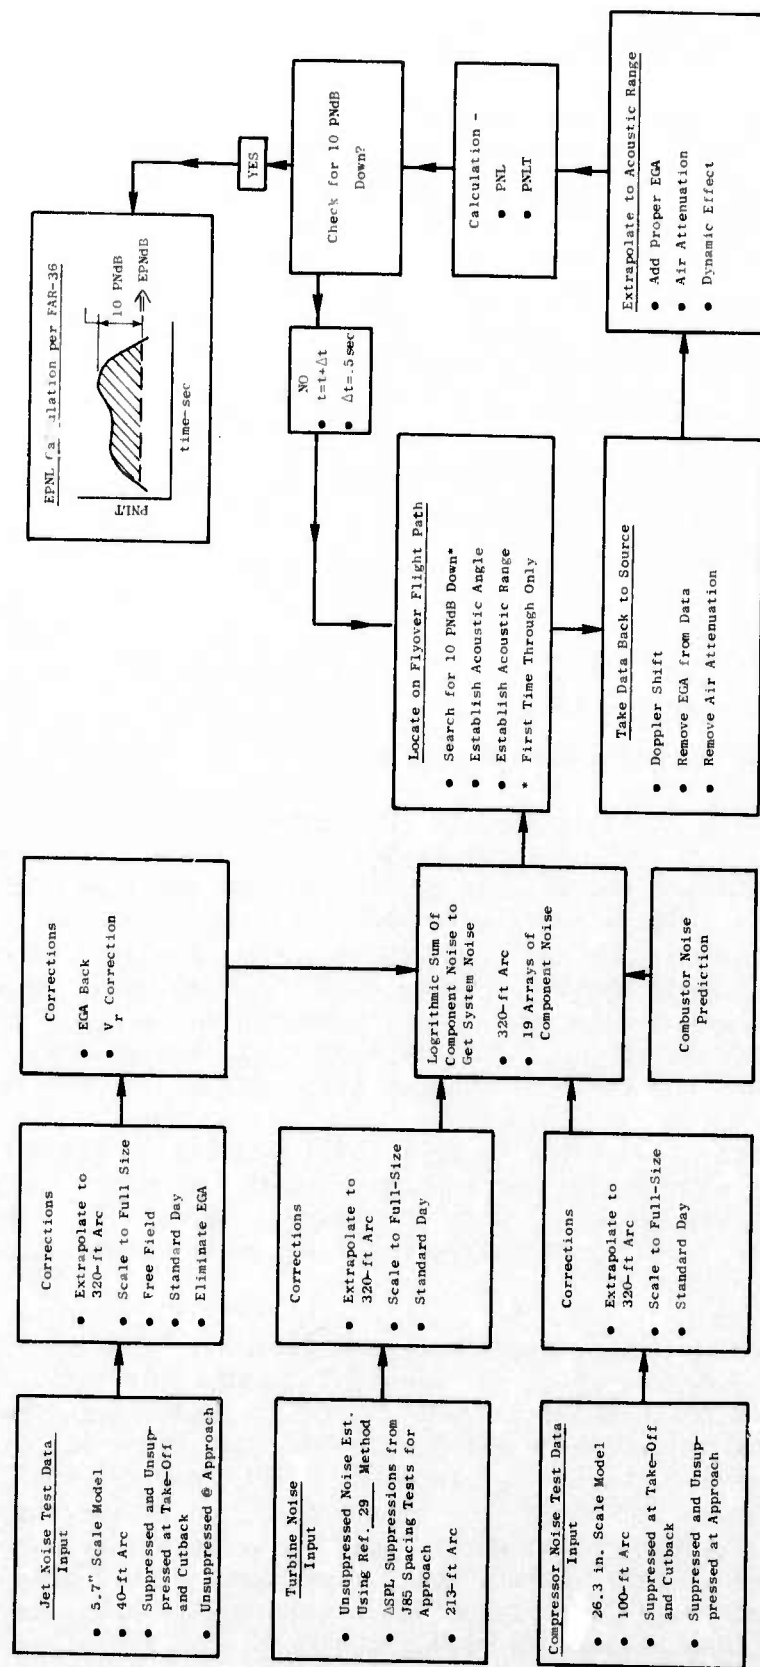 Jet Noise Test Data
Input
● 5.7" Scale Model
● 40-ft Arc
● Suppressed and Unsup-
pressed at Take-Off
and Cutback
● Unsuppressed @ Approach
Corrections
● Extrapolate to
320-ft Arc
● Scale to Full Size
● Free Field
● Standard Day
● Eliminate EGA
Corrections
● EGA Back
● Vr Correction
Turbine Noise
Input
● Unsuppressed Noise Est.
Using Ref. 29 Method
● ΔSPL Suppressions from
J85 Spacing Tests for
Approach
● 213-ft Arc
Corrections
● Extrapolate to
320-ft Arc
● Scale to Full-Size
● Standard Day
Compressor Noise Test Data
Input
● 26.3 in. Scale Model
● 100-ft Arc
● Suppressed at Take-Off
and Cutback
● Suppressed and Unsup-
pressed at Approach
Corrections
● Extrapolate to
320-ft Arc
● Scale to Full-Size
● Standard Day
Logrithmic Sum Of
Component Noise to
Get System Noise
● 320-ft Arc
● 19 Arrays of
Component Noise
Combustor Noise
Prediction
Locate on Flyover Flight Path
● Search for 10 PNdB Down*
● Establish Acoustic Angle
● Establish Acoustic Range
* First Time Through Only
Take Data Back to Source
● Doppler Shift
● Remove EGA from Data
● Remove Air Attenuation
Extrapolate to Acoustic Range
● Add Proper EGA
● Air Attenuation
● Dynamic Effect
Calculation -
● PNL
● PNLT
Check for 10 PNdB
Down?
NO
● t=t+Δt
● Δt=.5 sec
YES
EPNL Ca ulation per FAR-36
PNLT
10 PNdB
⇒ EPNdB
time-sec